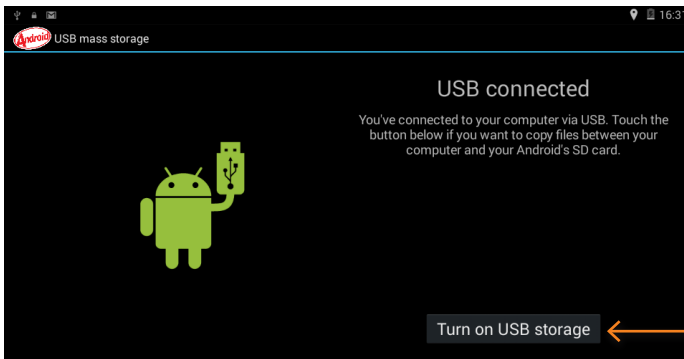 16:31
Android USB mass storage
USB connected
You've connected to your computer via USB. Touch the
button below if you want to copy files between your
computer and your Android's SD card.
Turn on USB storage